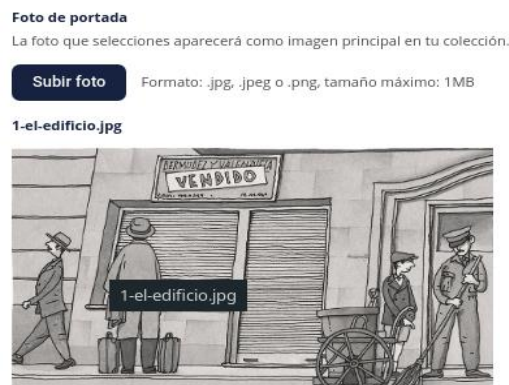 Foto de portada
La foto que selecciones aparecerá como imagen principal en tu colección.
Subir foto
Formato: .jpg, .jpeg o .png, tamaño máximo: 1MB
1-el-edificio.jpg
BERMUDEZ Y
VENDIDO
1-el-edificio.jpg